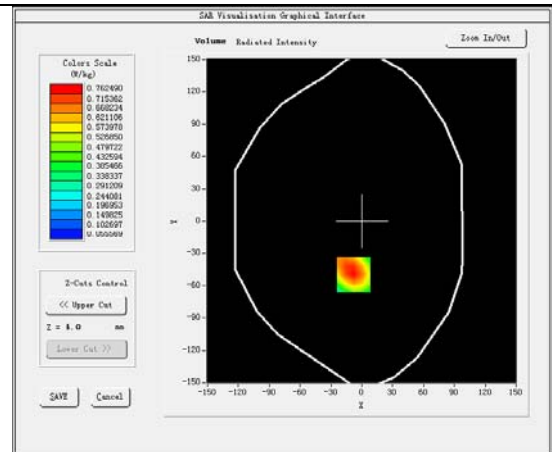 SAR Visualisation Graphical Interface
Volume Radiated Intensity
Zoom In/Out
Colors Scale
(W/kg)
0.762490
0.715362
0.668234
0.621106
0.573978
0.526850
0.479722
0.432594
0.385466
0.338337
0.291209
0.244081
0.196953
0.149825
0.102697
0.055569
Z-Cuts Control
<< Upper Cut
Z = 4.0 mm
Lower Cut >>
SAVE Cancel
150
120
90
60
30
0
-30
-60
-90
-120
-150
Y
-150 -120 -90 -60 -30 0 30 60 90 120 150
X